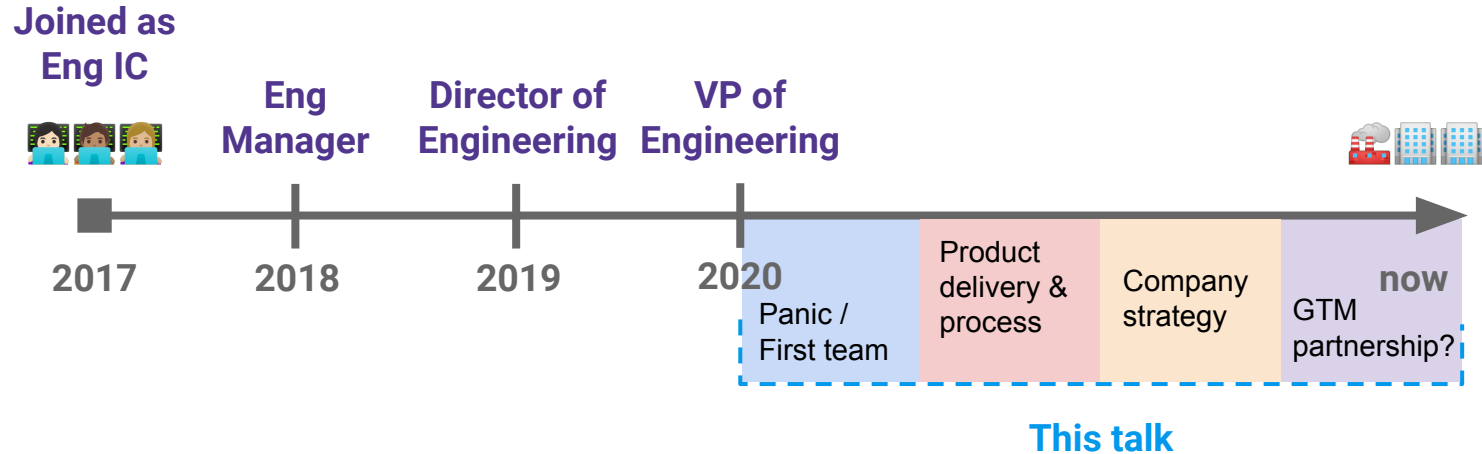 Joined as
Eng IC
Eng
Manager
Director of
Engineering
VP of
Engineering
2017
2018
2019
2020
now
Panic /
First team
Product
delivery &
process
Company
strategy
GTM
partnership?
This talk